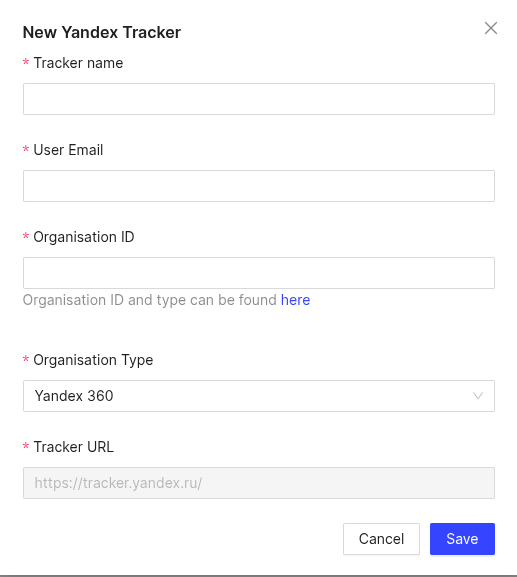 New Yandex Tracker
* Tracker name
* User Email
* Organisation ID
Organisation ID and type can be found here
* Organisation Type
Yandex 360
* Tracker URL
https://tracker.yandex.ru/
Cancel Save